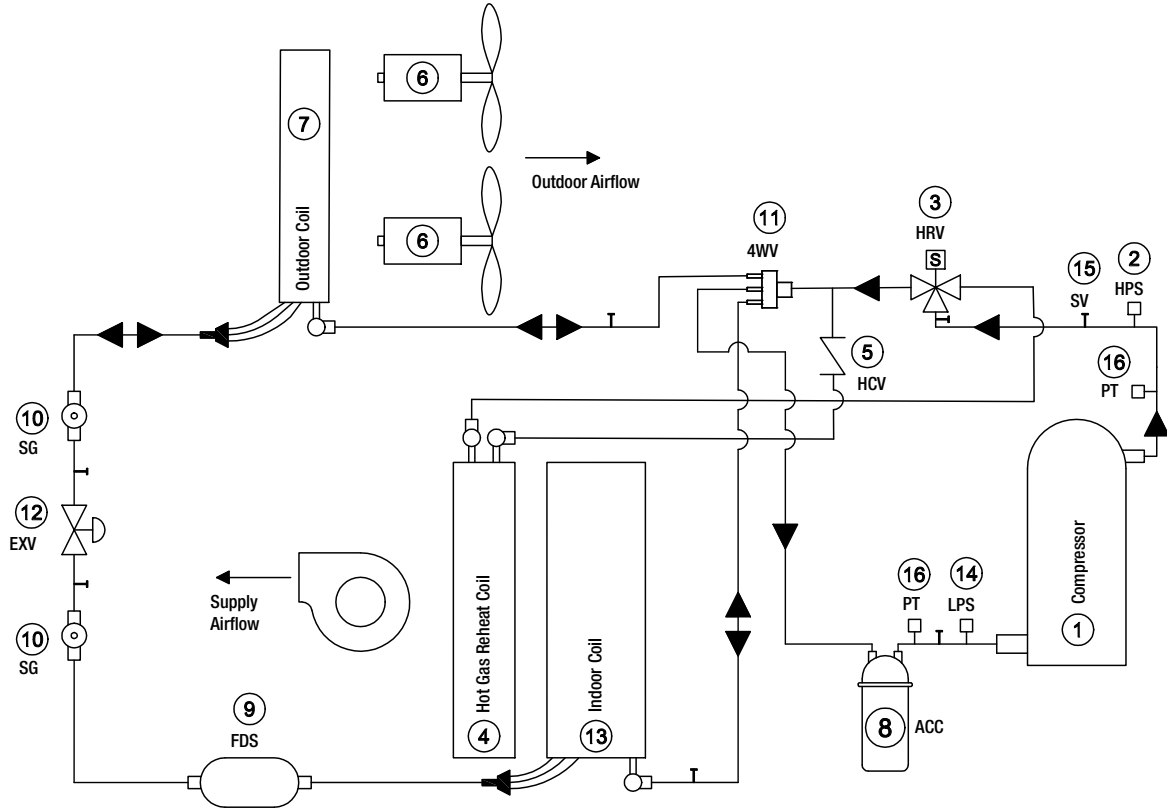 6
7
Outdoor Coil
Outdoor Airflow
6
11
4WV
3
HRV
S
15
SV
2
HPS
16
PT
5
HCV
10
SG
12
EXV
10
SG
Supply
Airflow
9
FDS
Hot Gas Reheat Coil
4
Indoor Coil
13
16
PT
14
LPS
8
ACC
Compressor
1